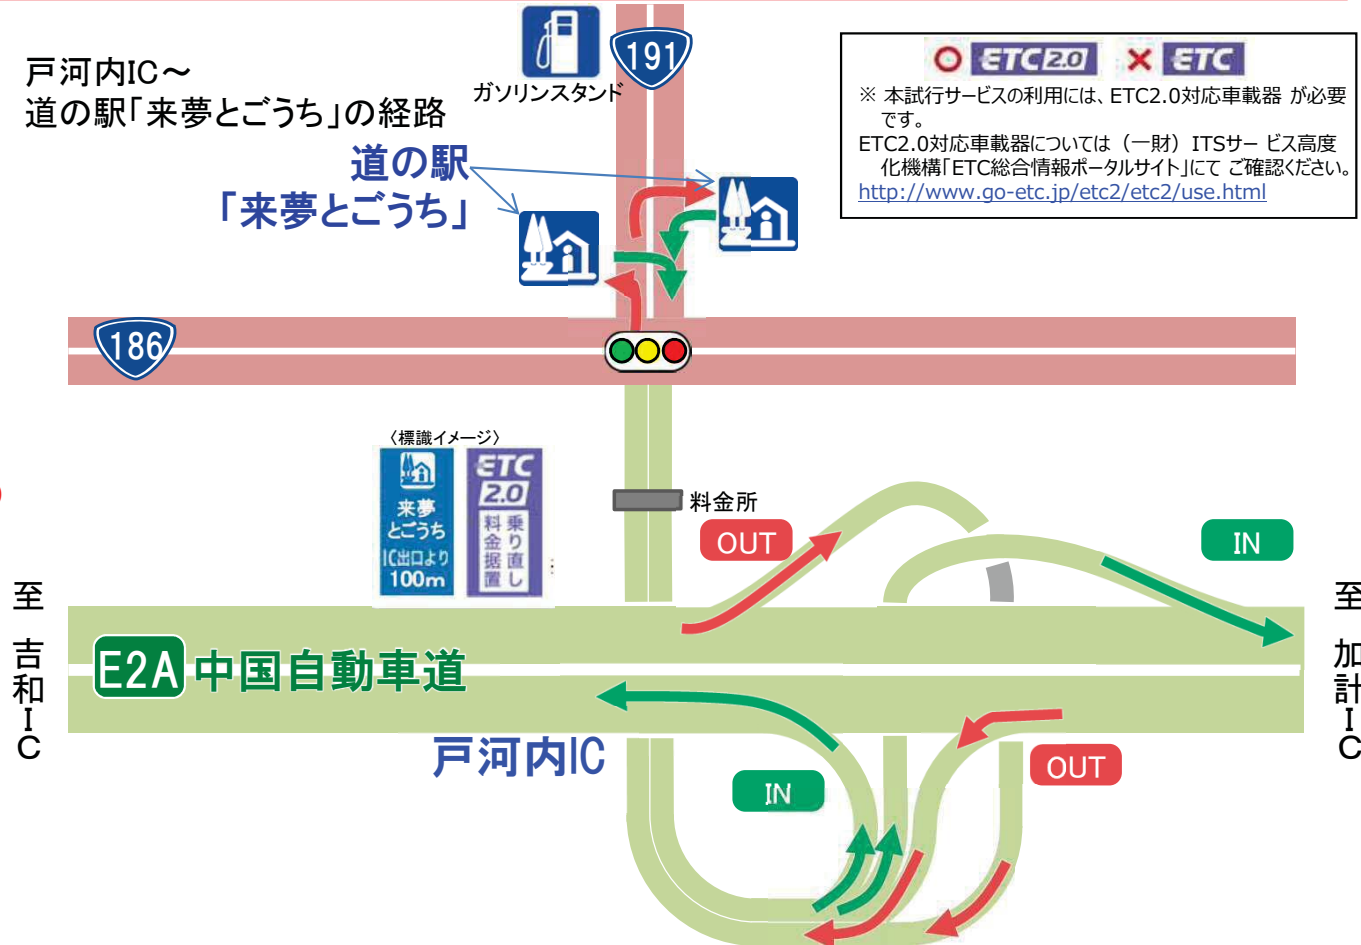 戸河内IC～
道の駅「来夢とごうち」の経路
ガソリンスタンド
191
ETC2.0
ETC
※ 本試行サービスの利用には、ETC2.0対応車載器 が必要
です。
ETC2.0対応車載器については（一財）ITSサー ビス高度
化機構「ETC総合情報ポータルサイト」にて ご確認ください。
http://www.go-etc.jp/etc2/etc2/use.html
道の駅
「来夢とごうち」
186
〈標識イメージ〉
来夢
とごうち
IC出口より
100m
ETC
2.0
乗り直し
料金据置
料金所
OUT
IN
至 吉和IC
E2A 中国自動車道
至 加計IC
戸河内IC
IN
OUT